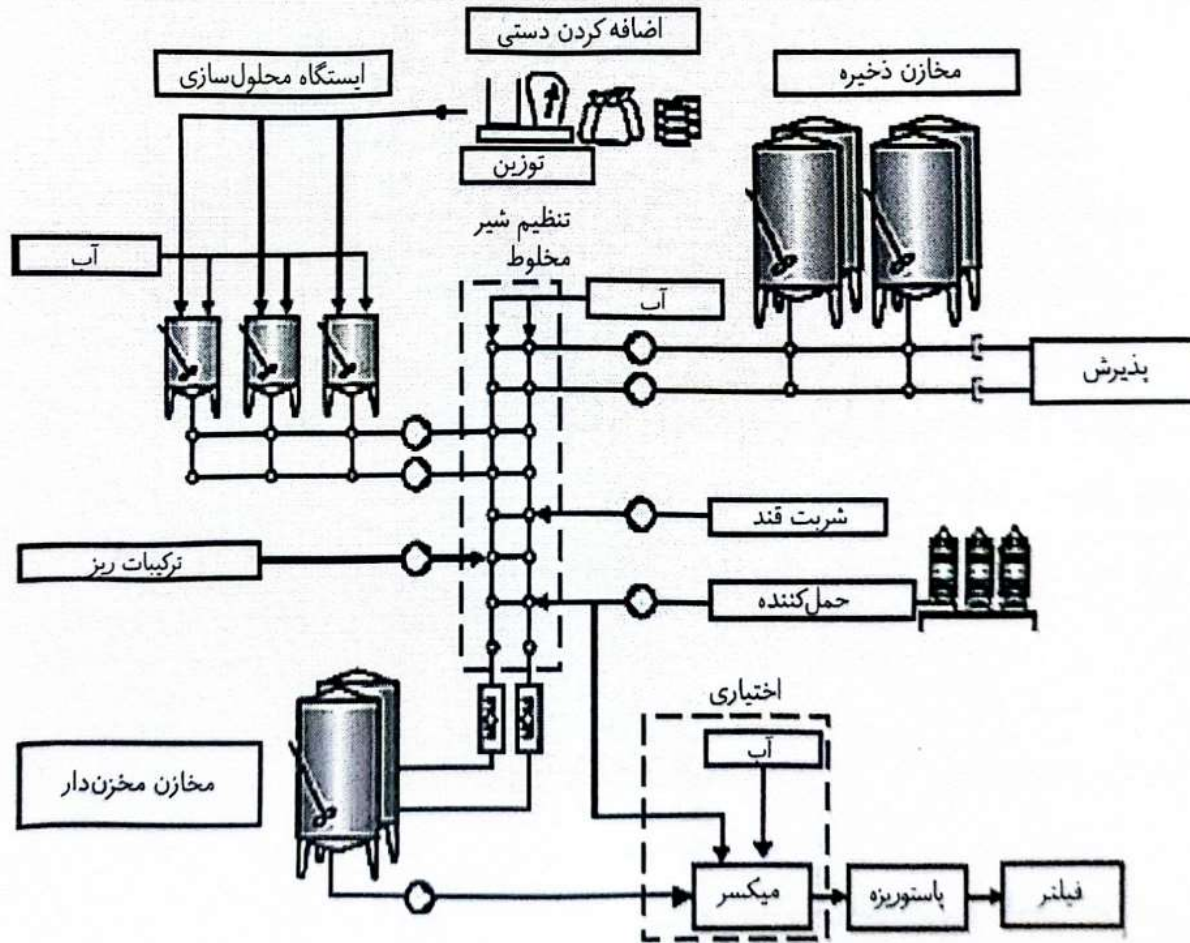 اضافه کردن دستی
ایستگاه محلول‌سازی
مخازن ذخیره
توزین
تنظیم شیر
مخلوط
آب
آب
پذیرش
شربت قند
ترکیبات ریز
حمل‌کننده
اختیاری
آب
مخازن مخزن‌دار
میکسر
پاستوریزه
فیلتر